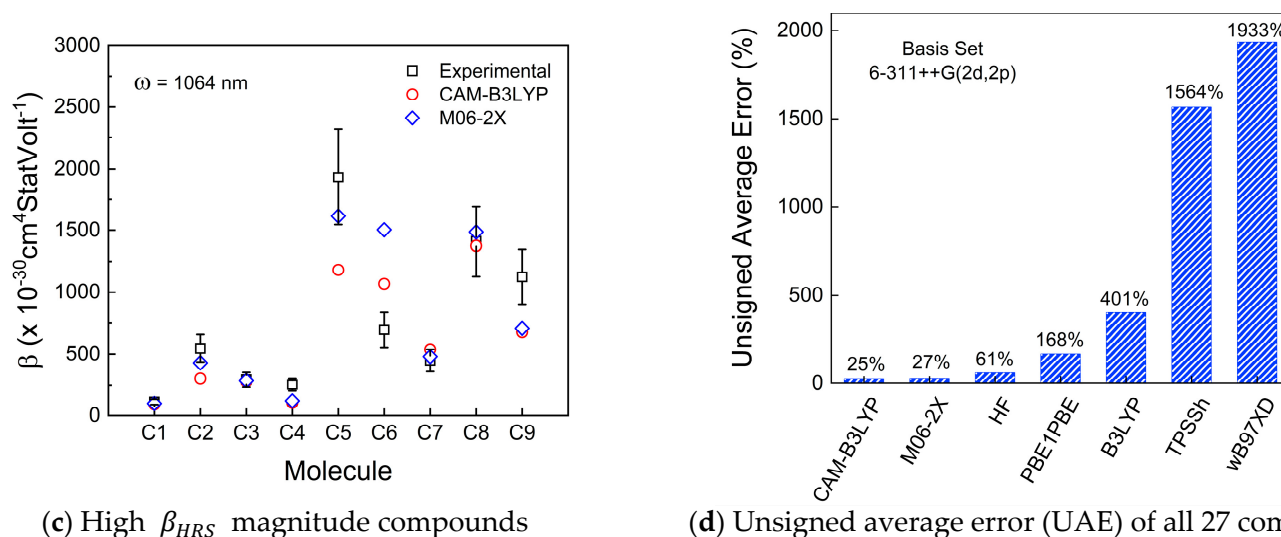 3000
2500
2000
1500
1000
500
0
β (x 10⁻³⁰cm⁴StatVolt⁻¹)
ω = 1064 nm
Experimental
CAM-B3LYP
M06-2X
C1 C2 C3 C4 C5 C6 C7 C8 C9
Molecule
(c) High β_HRS magnitude compounds
2000
1500
1000
500
0
Unsigned Average Error (%)
Basis Set
6-311++G(2d,2p)
25% 27% 61% 168% 401% 1564% 1933%
CAM-B3LYP M06-2X HF PBE1PBE B3LYP TPSSh wB97XD
(d) Unsigned average error (UAE) of all 27 com